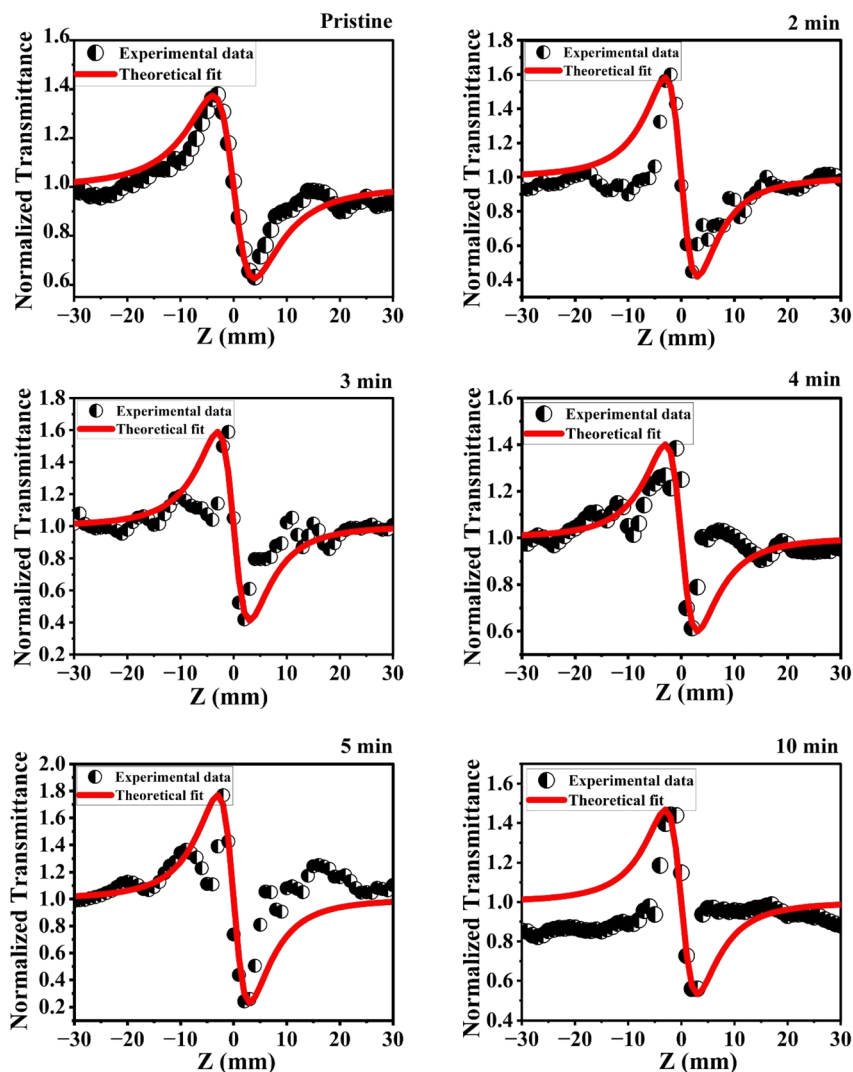 Pristine
1.6
1.4
1.2
1.0
0.8
0.6
Normalized Transmittance
Experimental data
Theoretical fit
−30 −20 −10 0 10 20 30
Z (mm)
2 min
1.8
1.6
1.4
1.2
1.0
0.8
0.6
0.4
Normalized Transmittance
Experimental data
Theoretical fit
−30 −20 −10 0 10 20 30
Z (mm)
3 min
1.8
1.6
1.4
1.2
1.0
0.8
0.6
0.4
0.2
Normalized Transmittance
Experimental data
Theoretical fit
−30 −20 −10 0 10 20 30
Z (mm)
4 min
1.6
1.4
1.2
1.0
0.8
0.6
Normalized Transmittance
Experimental data
Theoretical fit
−30 −20 −10 0 10 20 30
Z (mm)
5 min
2.0
1.8
1.6
1.4
1.2
1.0
0.8
0.6
0.4
0.2
Normalized Transmittance
Experimental data
Theoretical fit
−30 −20 −10 0 10 20 30
Z (mm)
10 min
1.6
1.4
1.2
1.0
0.8
0.6
0.4
Normalized Transmittance
Experimental data
Theoretical fit
−30 −20 −10 0 10 20 30
Z (mm)